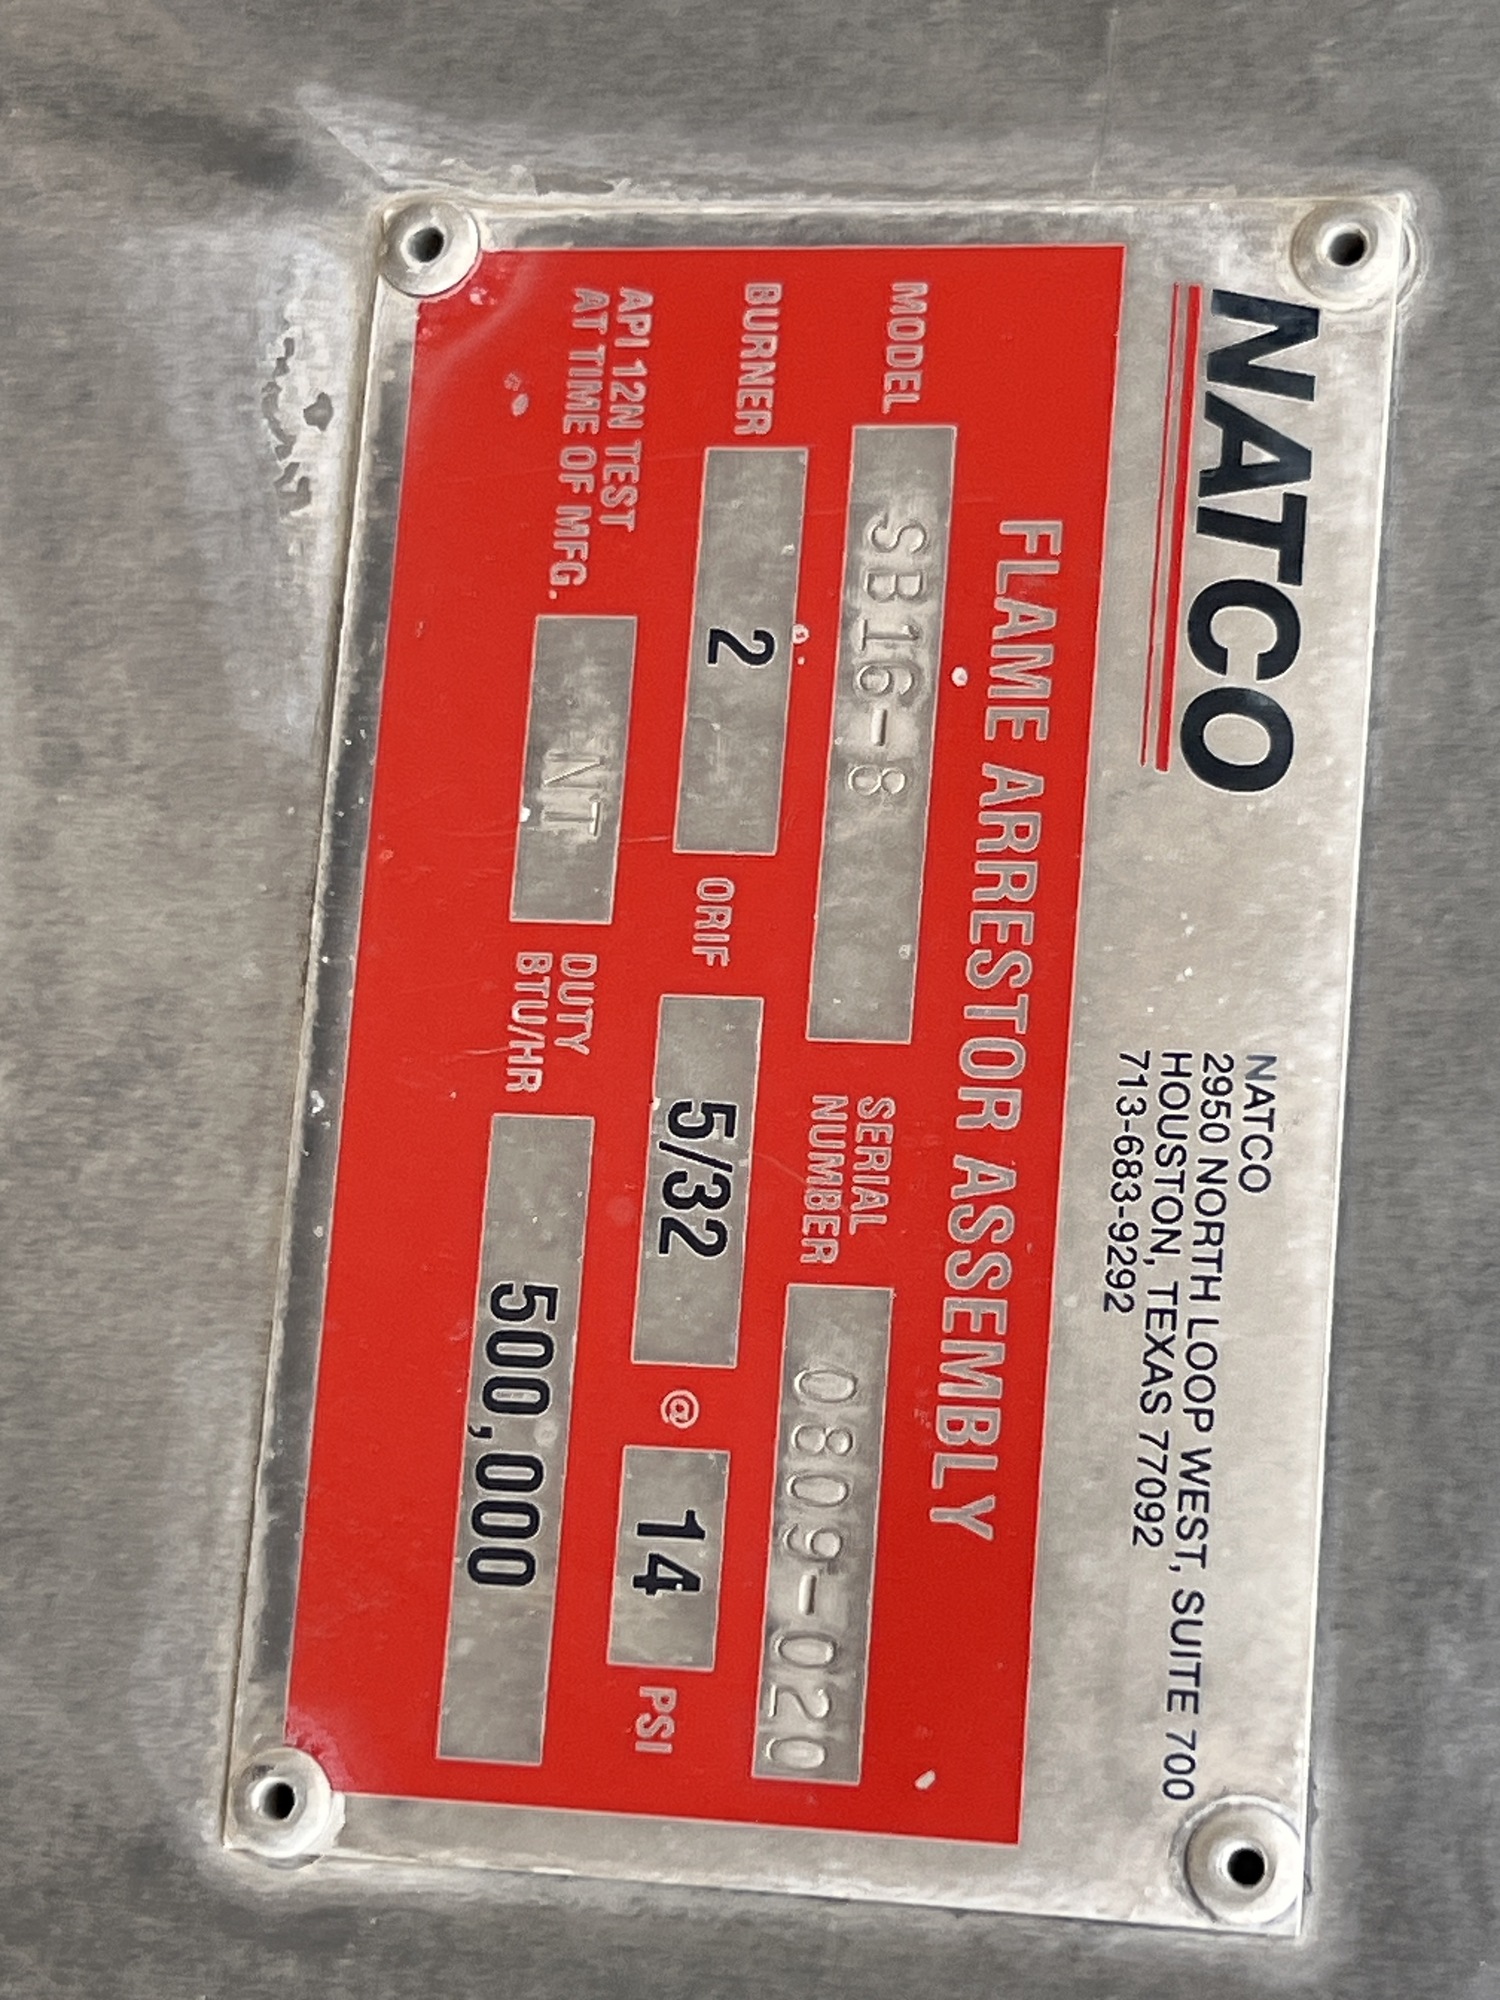 NATCO
NATCO
2950 NORTH LOOP WEST, SUITE 700
HOUSTON, TEXAS 77092
713-683-9292
FLAME ARRESTOR ASSEMBLY
MODEL SB16-8 SERIAL NUMBER 0809-020
BURNER 2 ORIF 5/32 @ 14 PSI
API 12N TEST
AT TIME OF MFG. NT DUTY BTU/HR 500,000